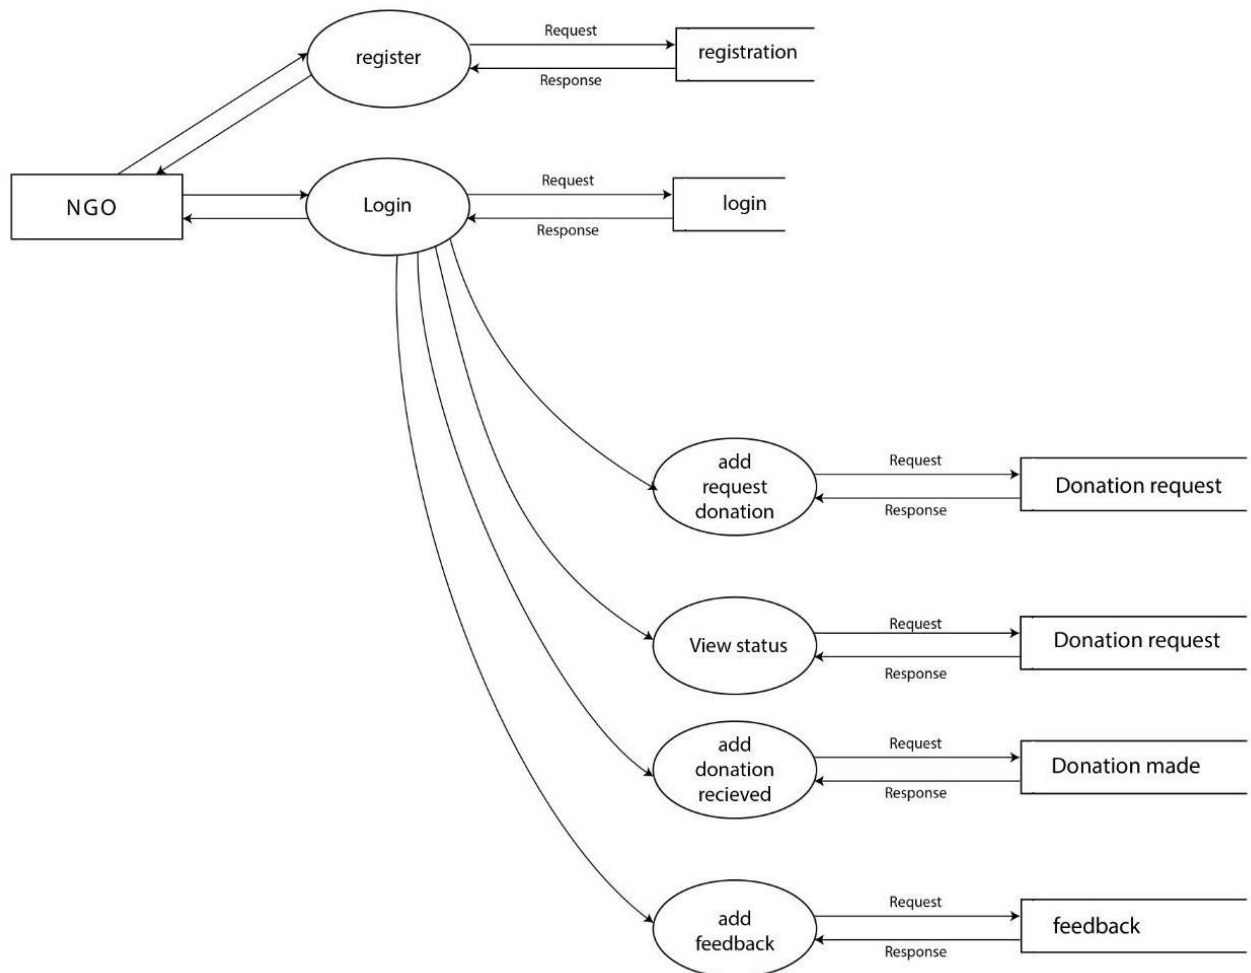 Request
register
registration
Response
Request
NGO
Login
login
Response
add
request
donation
Request
Donation request
Response
Request
View status
Donation request
Response
add
donation
recieved
Request
Donation made
Response
Request
add
feedback
feedback
Response